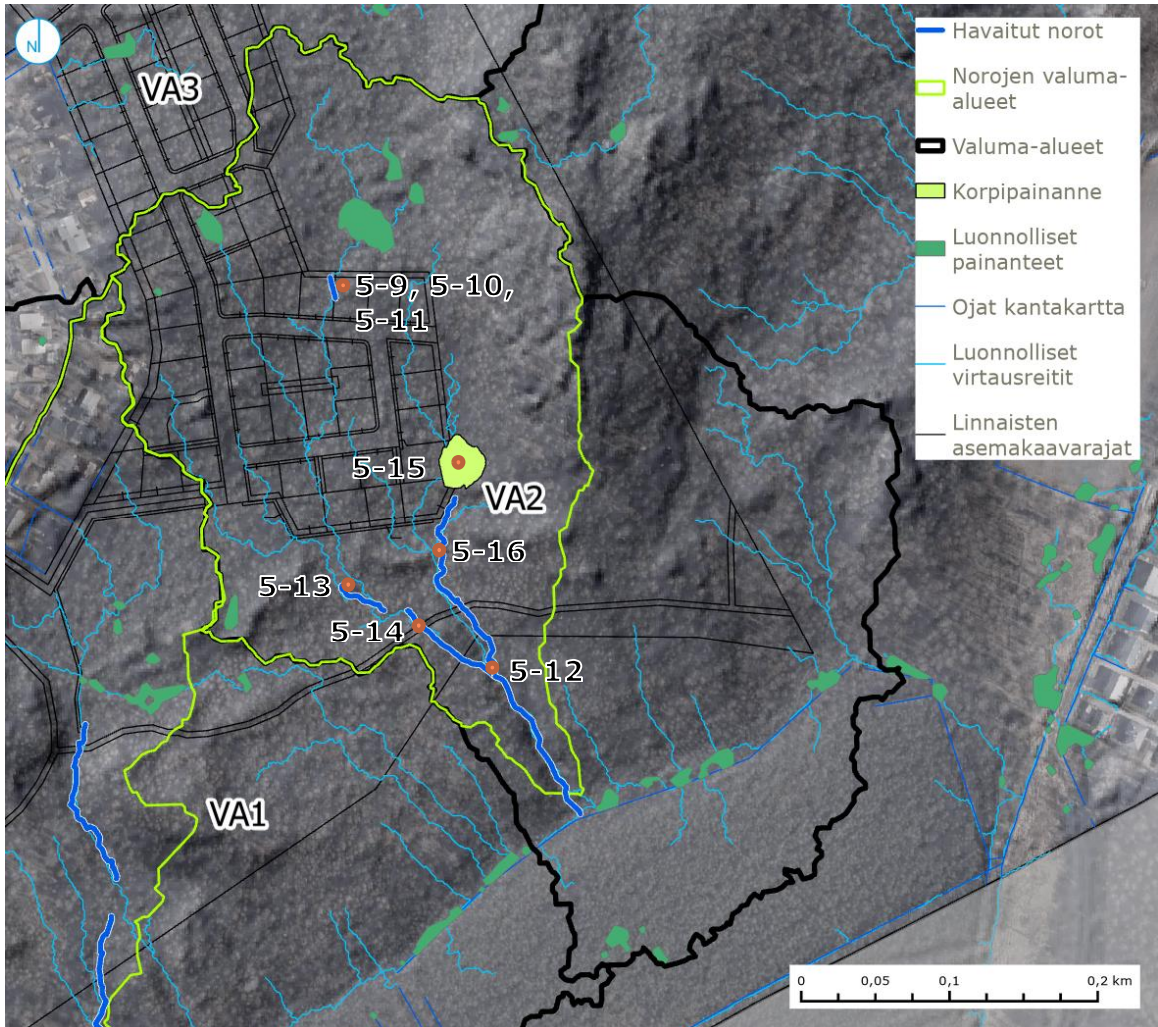 N
VA3
Havaitut norot
Norojen valuma-
alueet
Valuma-alueet
Korpipainanne
Luonnolliset
painanteet
Ojat kantakartta
Luonnolliset
virtausreitit
Linnaisten
asemakaavarajat
5-9, 5-10,
5-11
5-15
VA2
5-16
5-13
5-14
5-12
VA1
0 0,05 0,1 0,2 km